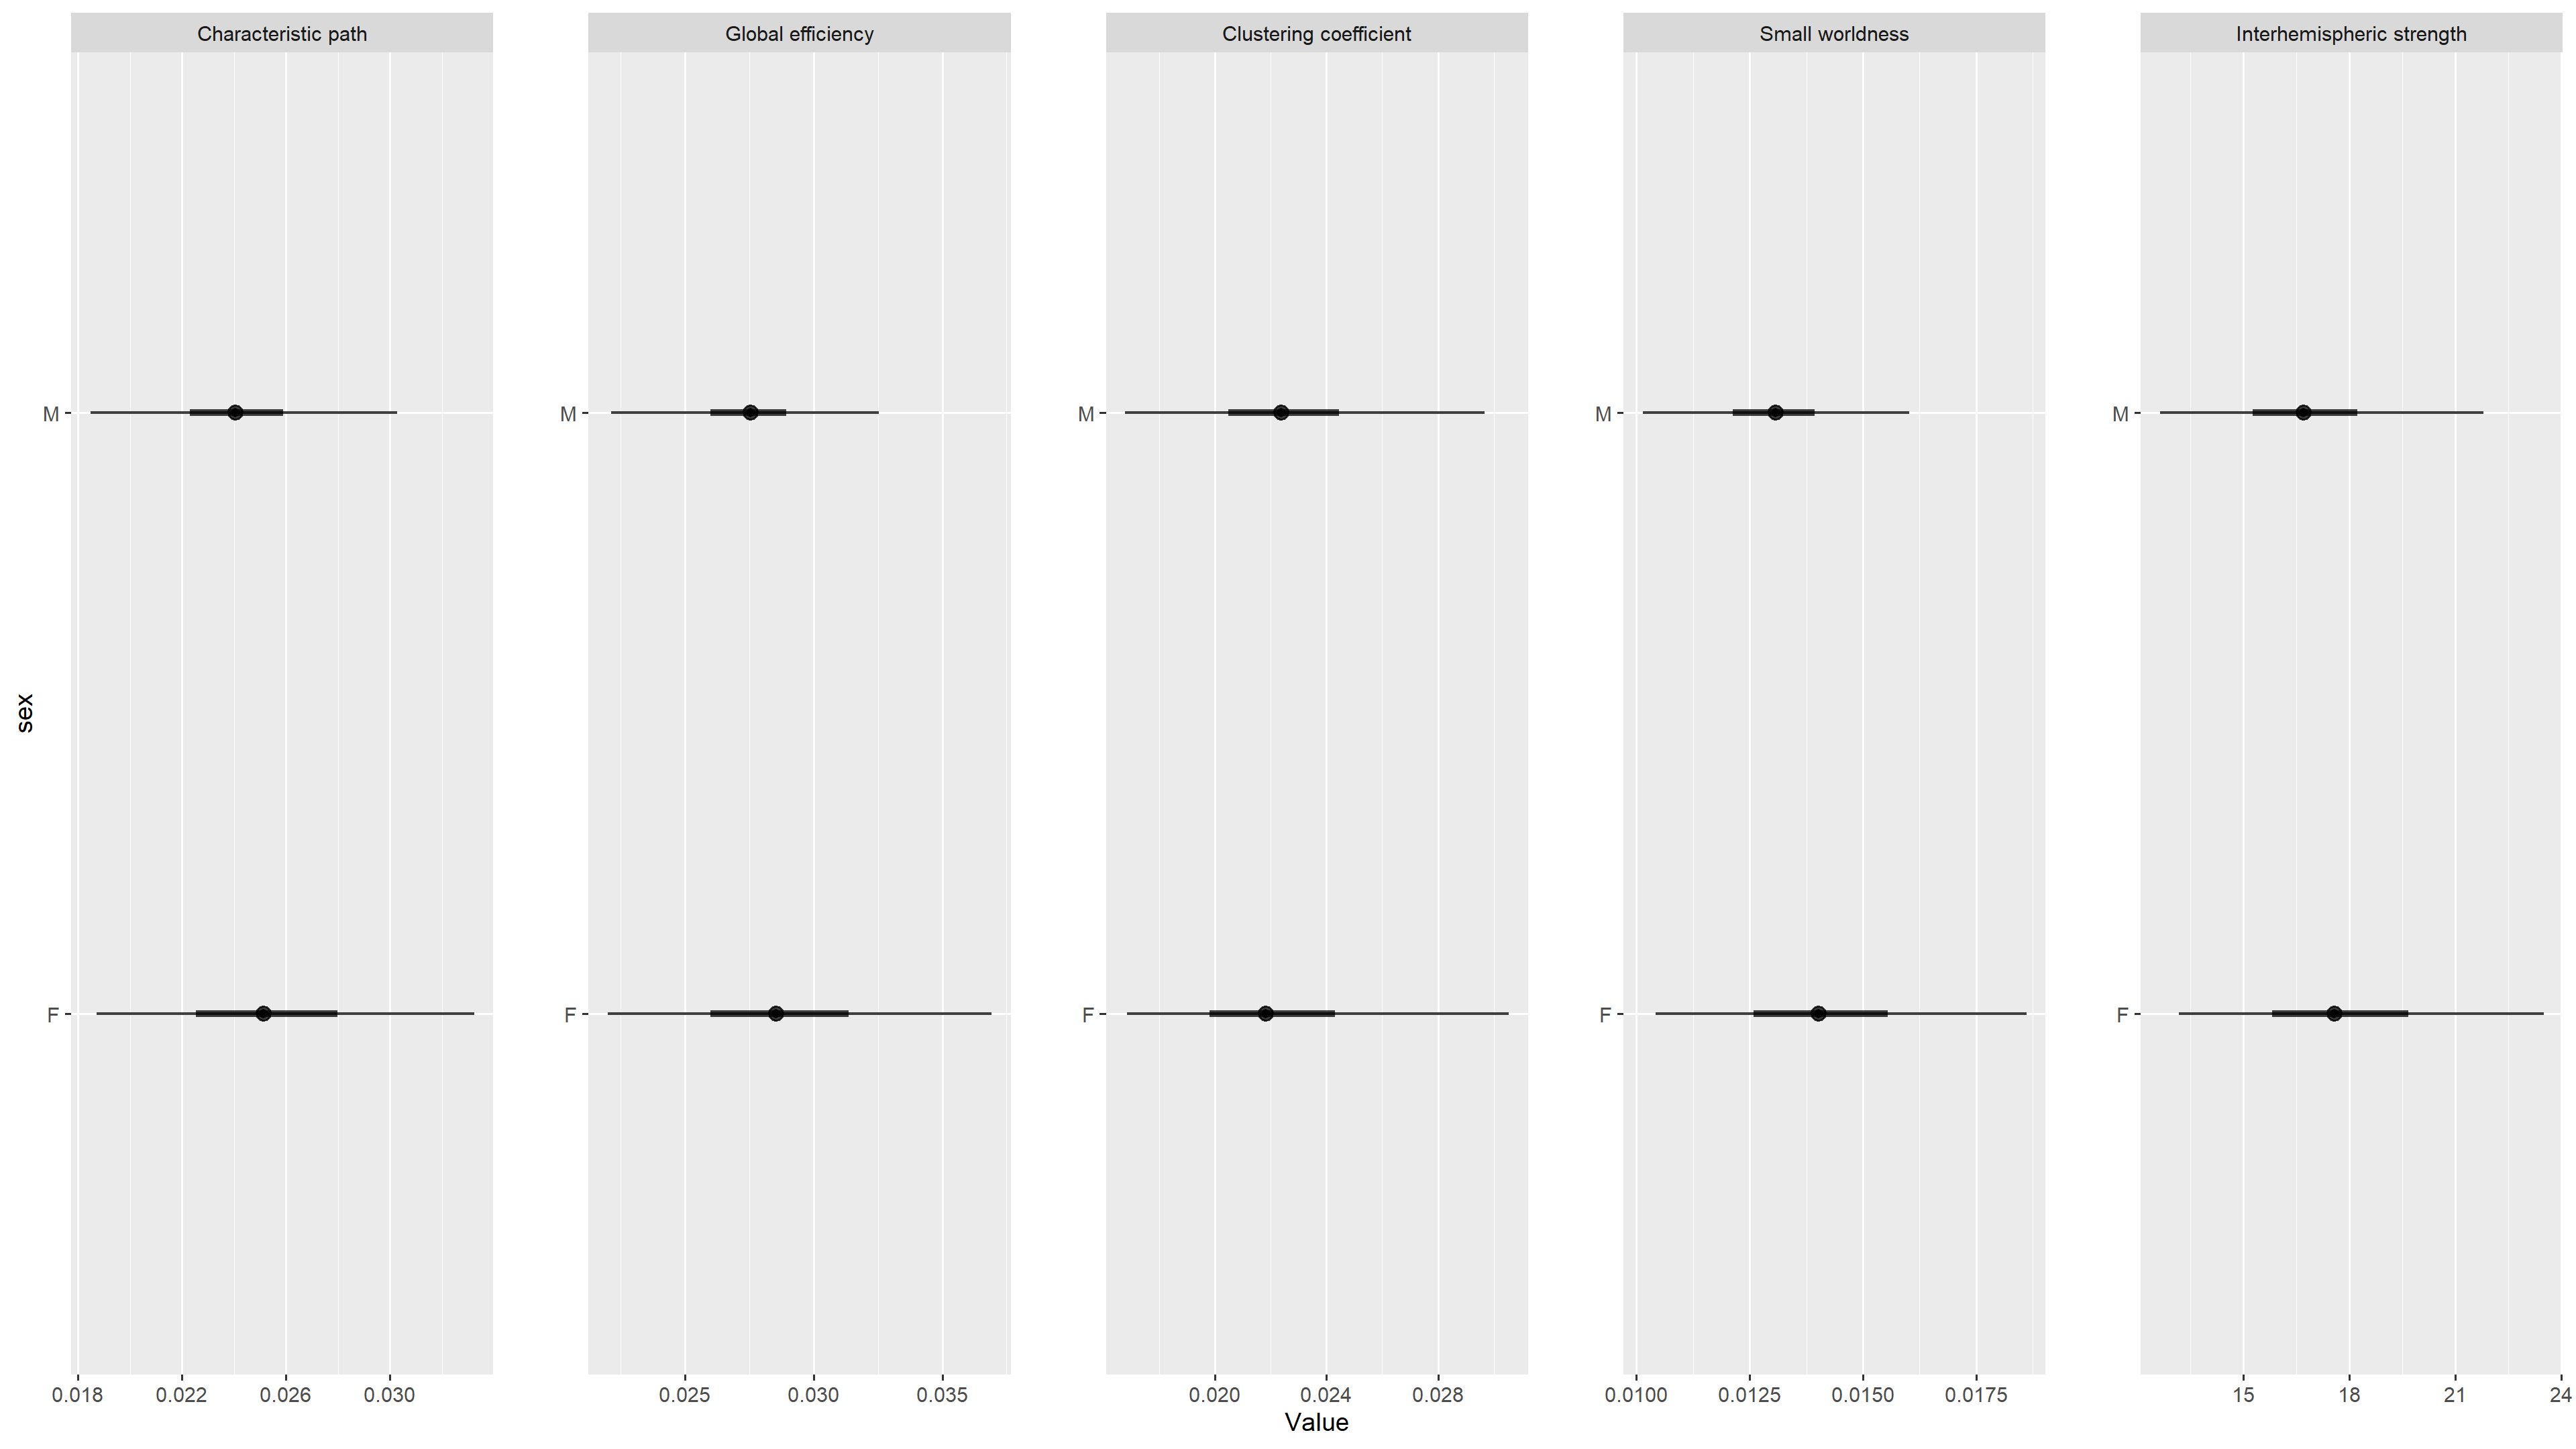 Characteristic path
Global efficiency
Clustering coefficient
Small worldness
Interhemispheric strength
M
M
M
M
M
sex
F
F
F
F
F
0.018 0.022 0.026 0.030
0.025 0.030 0.035
0.020 0.024 0.028
0.0100 0.0125 0.0150 0.0175
15 18 21 24
Value